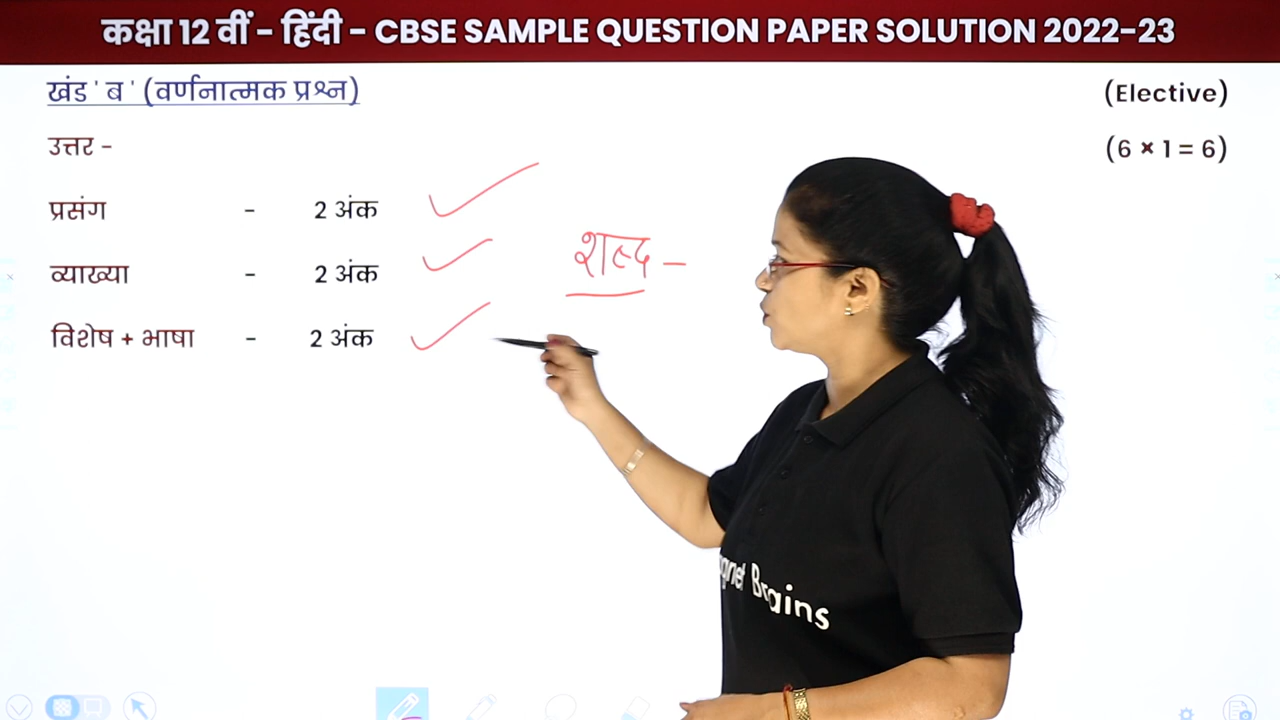 कक्षा 12 वीं - हिंदी - CBSE SAMPLE QUESTION PAPER SOLUTION 2022-23
खंड ' ब ' (वर्णनात्मक प्रश्न) (Elective)
उत्तर - (6 × 1 = 6)
प्रसंग - 2 अंक
शब्द -
व्याख्या - 2 अंक
विशेष + भाषा - 2 अंक
Brains